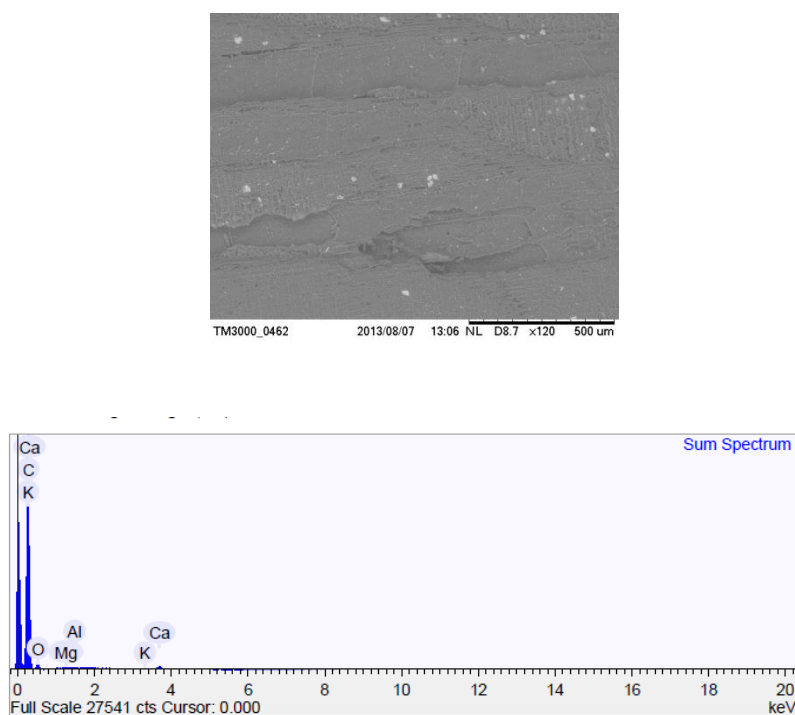 TM3000_0462 2013/08/07 13:06 NL D8.7 x120 500 um
Sum Spectrum
Ca
C
K
O Mg Al K Ca
0 2 4 6 8 10 12 14 16 18 20
Full Scale 27541 cts Cursor: 0.000 keV